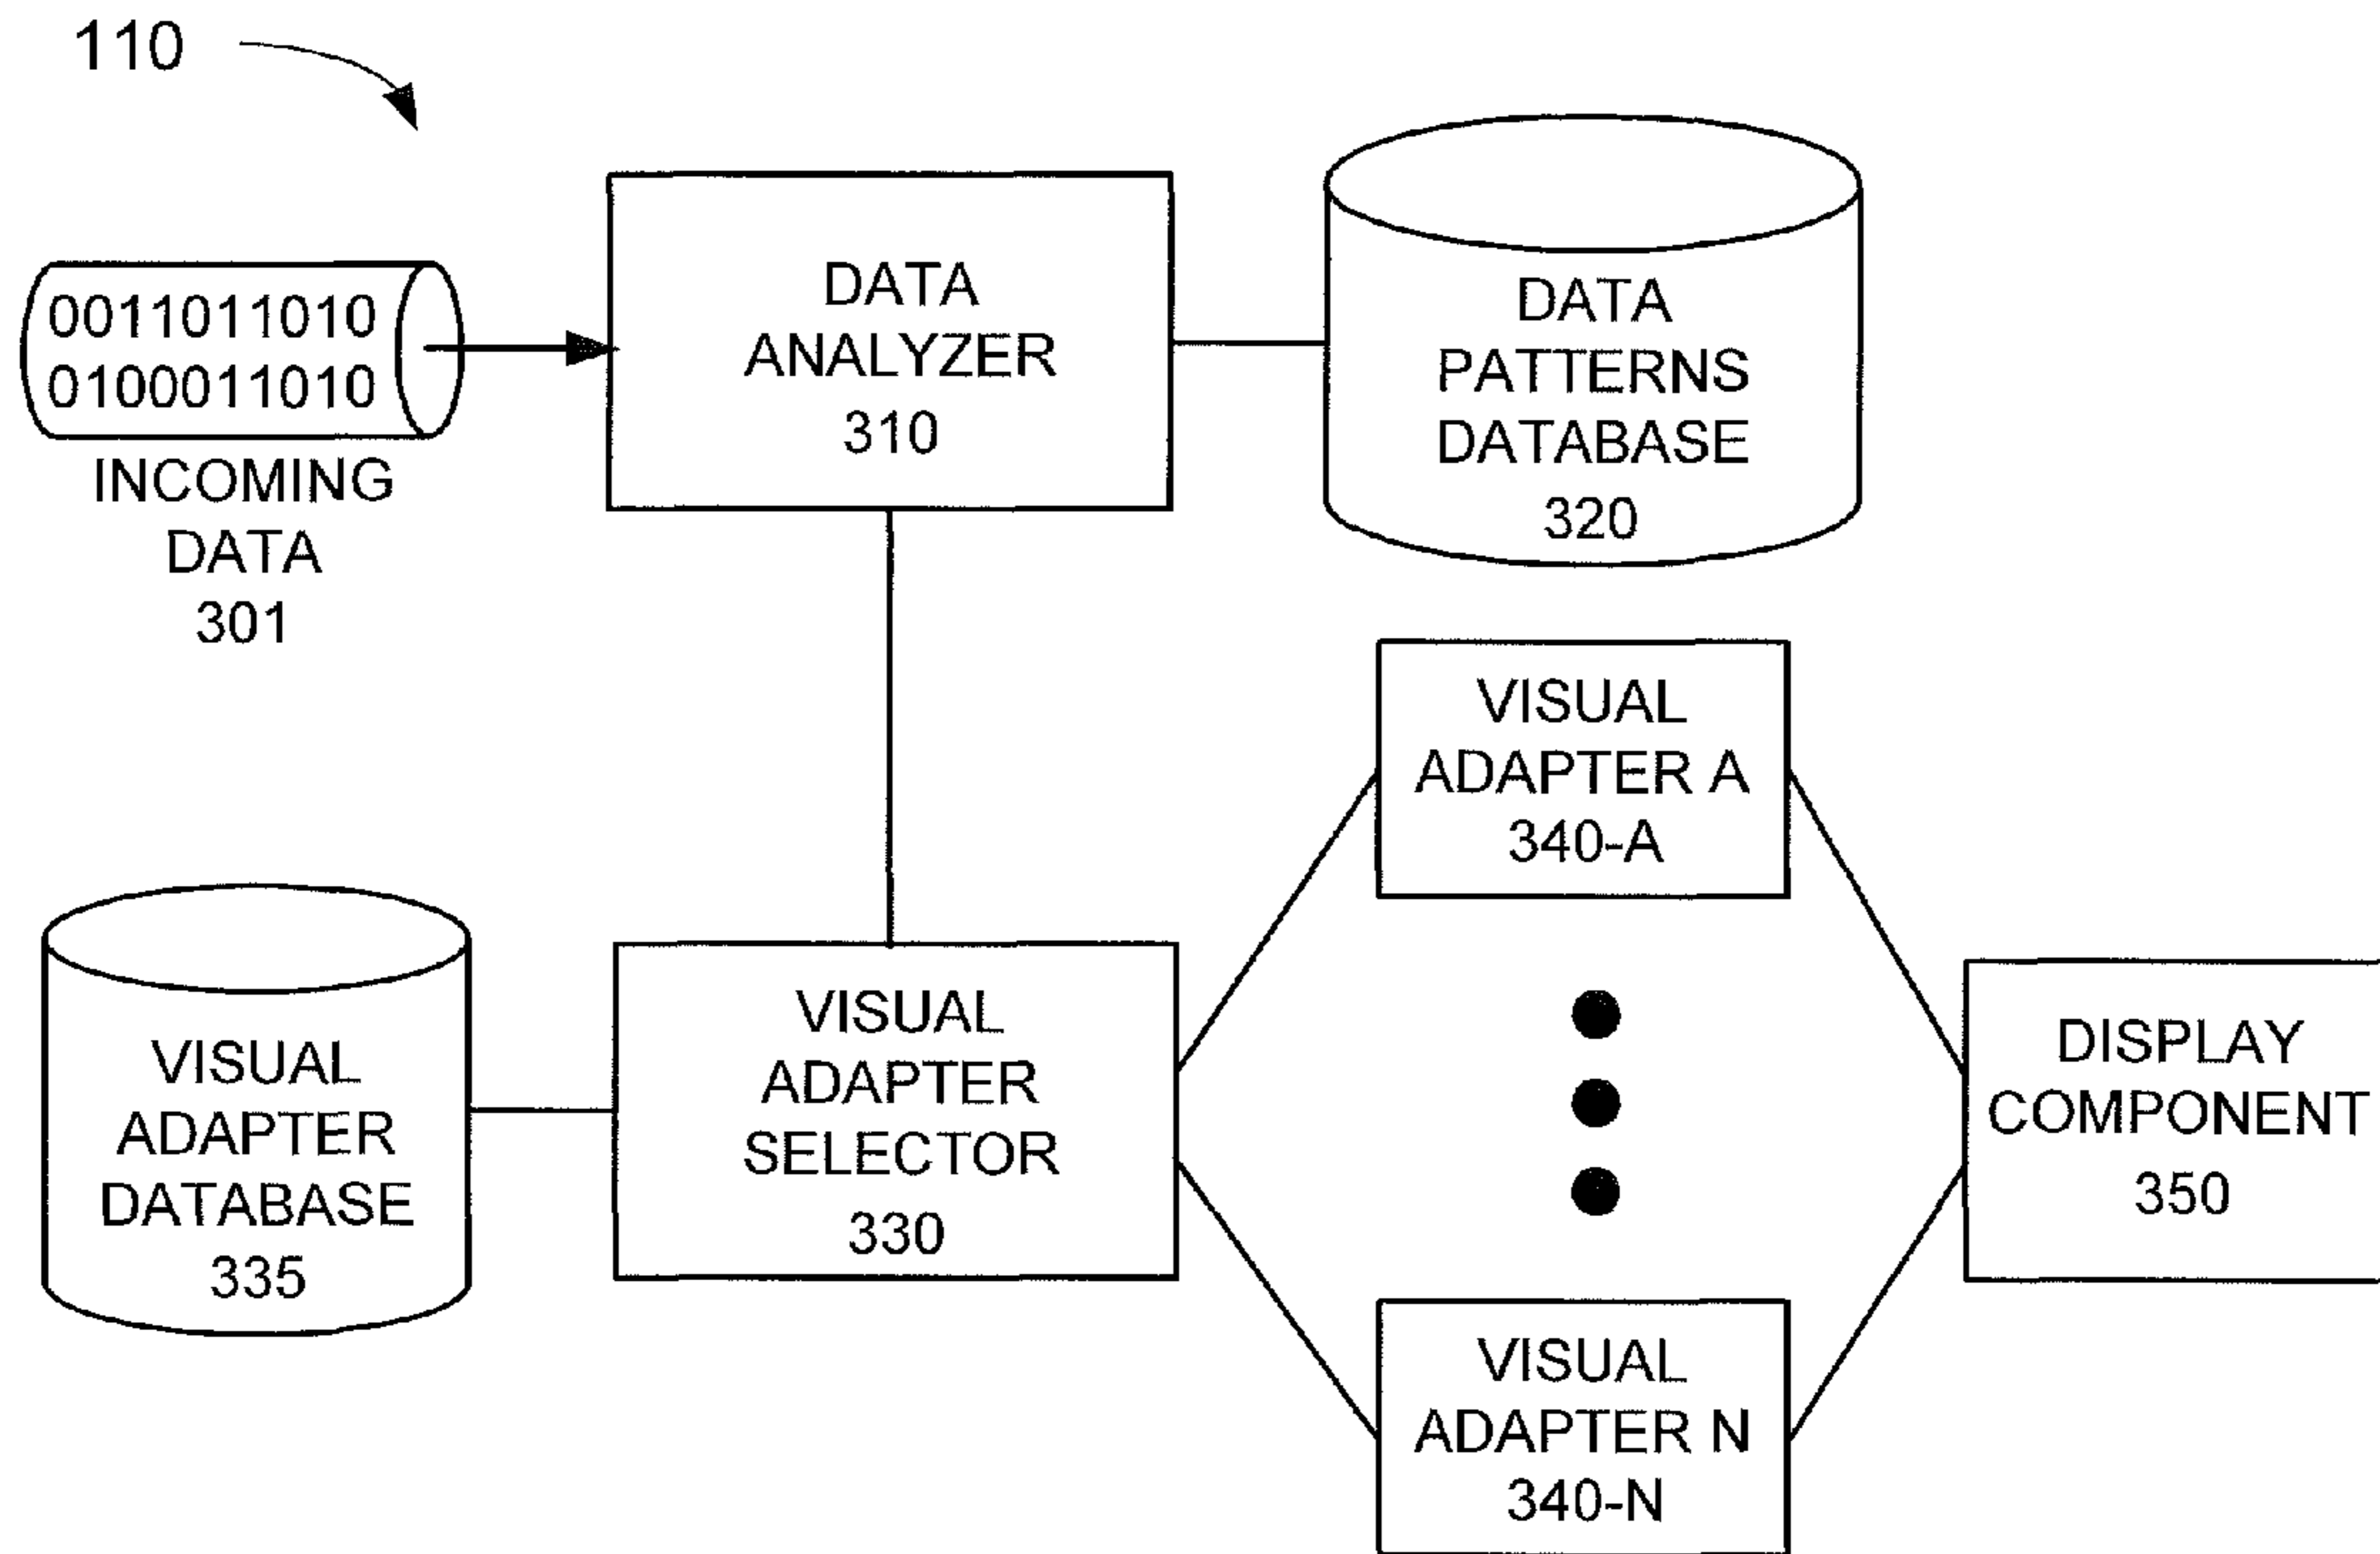 110
0011011010
0100011010
INCOMING
DATA
301
DATA
ANALYZER
310
DATA
PATTERNS
DATABASE
320
VISUAL
ADAPTER A
340-A
VISUAL
ADAPTER
DATABASE
335
VISUAL
ADAPTER
SELECTOR
330
DISPLAY
COMPONENT
350
VISUAL
ADAPTER N
340-N